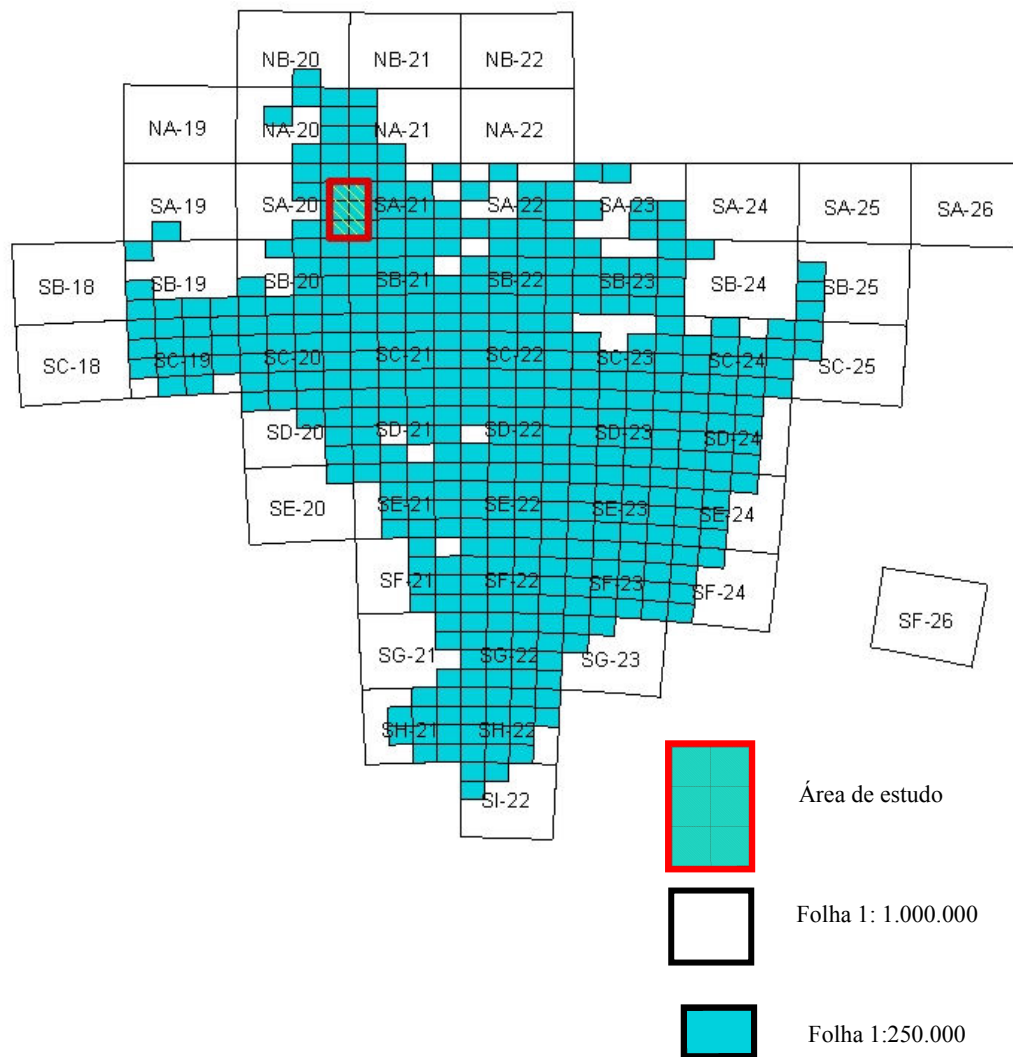 NB-20 NB-21 NB-22
NA-19 NA-20 NA-21 NA-22
SA-19 SA-20 SA-21 SA-22 SA-23 SA-24 SA-25 SA-26
SB-18 SB-19 SB-20 SB-21 SB-22 SB-23 SB-24 SB-25
SC-18 SC-19 SC-20 SC-21 SC-22 SC-23 SC-24 SC-25
SD-20 SD-21 SD-22 SD-23 SD-24
SE-20 SE-21 SE-22 SE-23 SE-24
SF-21 SF-22 SF-23 SF-24 SF-26
SG-21 SG-22 SG-23
SH-21 SH-22
SI-22
Área de estudo
Folha 1: 1.000.000
Folha 1:250.000